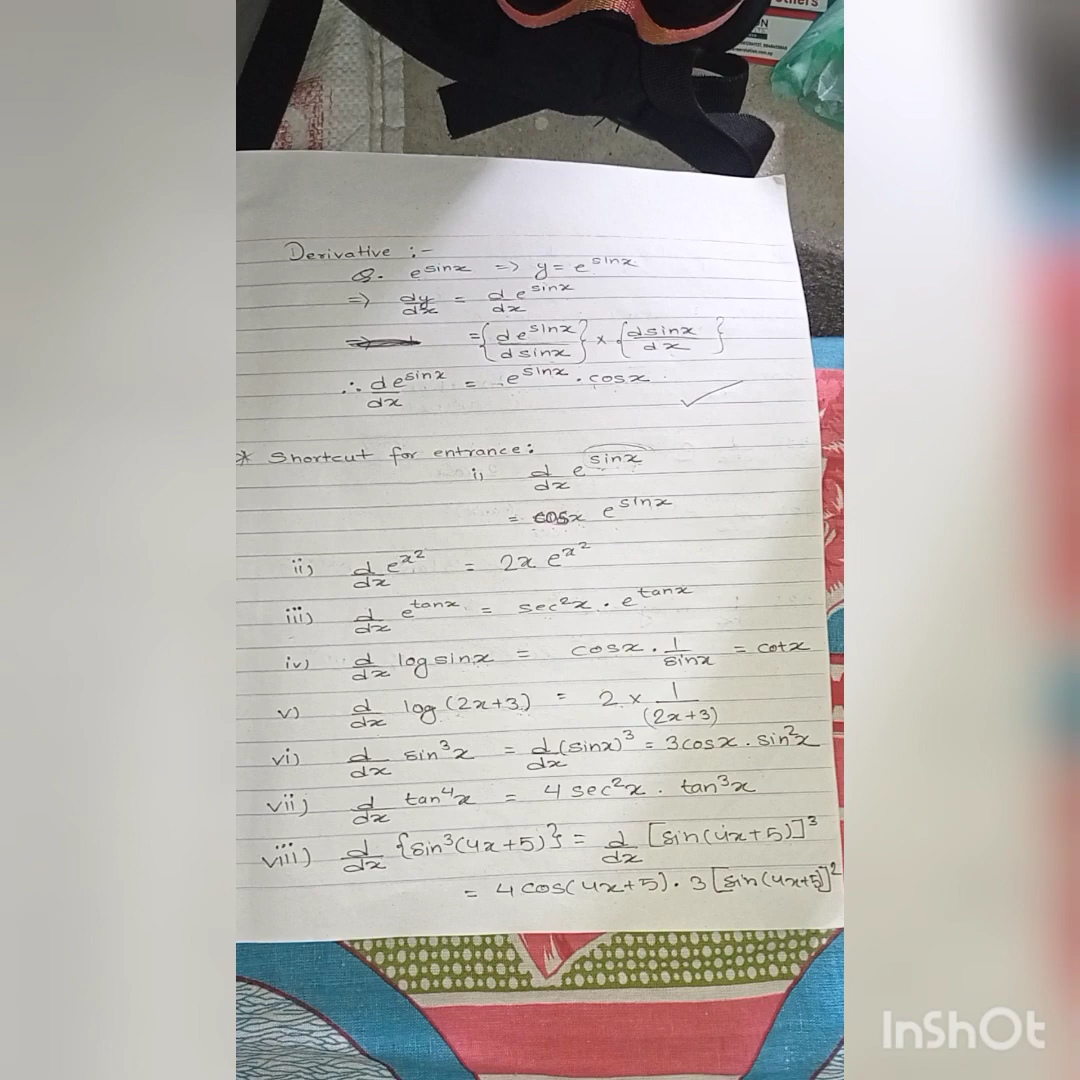 others
Derivative :-
Q. e^sinx => y = e^sinx
=> dy/dx = d/dx e^sinx
= {d e^sinx / d sinx} × {d sinx / dx}
∴ d e^sinx / dx = e^sinx . cosx
* Shortcut for entrance:
i) d/dx e^sinx
= cosx e^sinx
ii) d/dx e^x² = 2x e^x²
iii) d/dx e^tanx = sec²x . e^tanx
iv) d/dx log sinx = cosx . 1/sinx = cotx
v) d/dx log (2x+3) = 2 × 1/(2x+3)
vi) d/dx sin³x = d/dx (sinx)³ = 3cosx . sin²x
vii) d/dx tan⁴x = 4 sec²x . tan³x
viii) d/dx {sin³(4x+5)} = d/dx [sin(4x+5)]³
= 4 cos(4x+5) . 3 [sin(4x+5)]²
InShOt